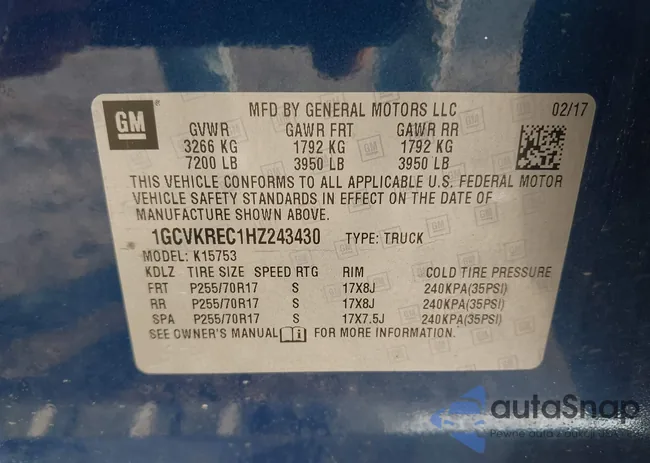 GM
MFD BY GENERAL MOTORS LLC 02/17
GVWR GAWR FRT GAWR RR
3266 KG 1792 KG 1792 KG
7200 LB 3950 LB 3950 LB
THIS VEHICLE CONFORMS TO ALL APPLICABLE U.S. FEDERAL MOTOR
VEHICLE SAFETY STANDARDS IN EFFECT ON THE DATE OF
MANUFACTURE SHOWN ABOVE.
1GCVKREC1HZ243430 TYPE: TRUCK
MODEL: K15753
KDLZ TIRE SIZE SPEED RTG RIM COLD TIRE PRESSURE
FRT P255/70R17 S 17X8J 240KPA(35PSI)
RR P255/70R17 S 17X8J 240KPA(35PSI)
SPA P255/70R17 S 17X7.5J 240KPA(35PSI)
SEE OWNER'S MANUAL FOR MORE INFORMATION.
autoSnap
Pewne auta z aukcji USA